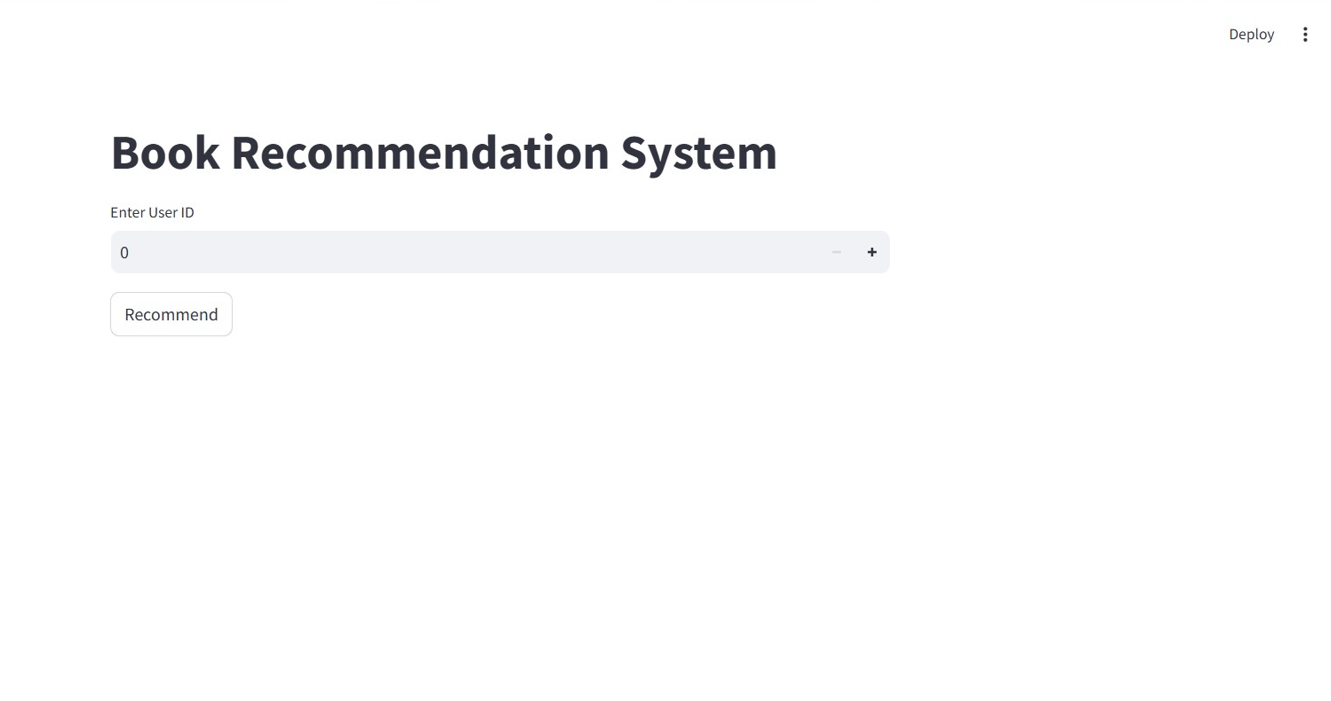 Deploy
Book Recommendation System
Enter User ID
0
Recommend